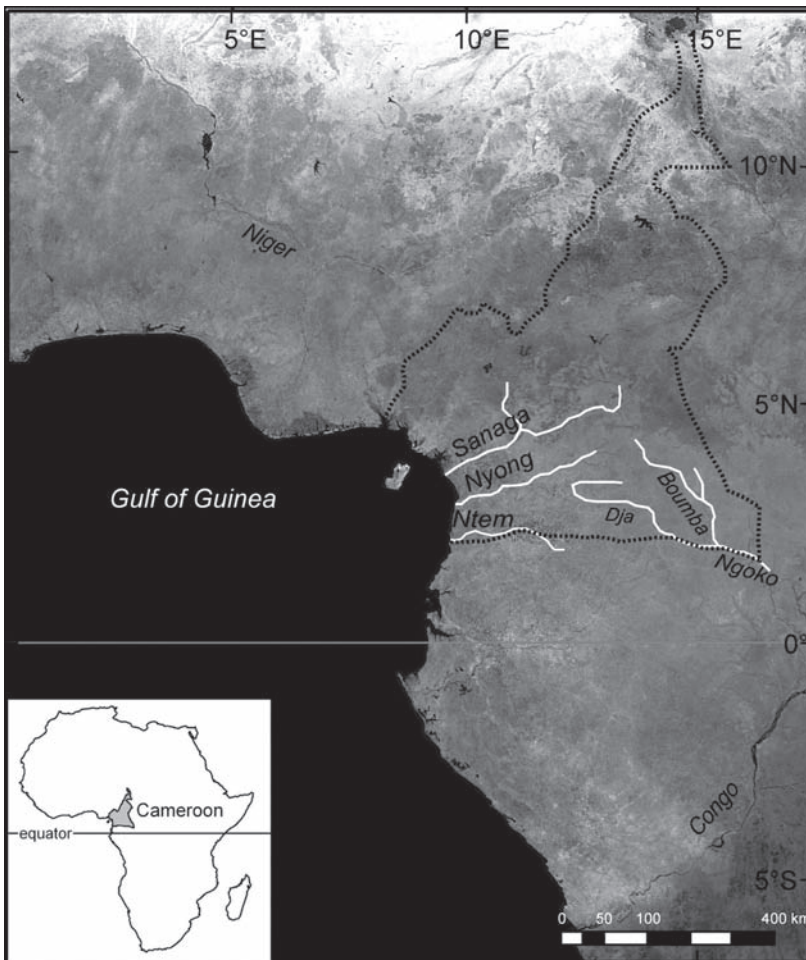 5°E 10°E 15°E
10°N
Niger
5°N
Sanaga
Nyong
Boumba
Gulf of Guinea
Ntem
Dja
Ngoko
0°
Cameroon
equator
Congo
5°S
0 50 100 400 km